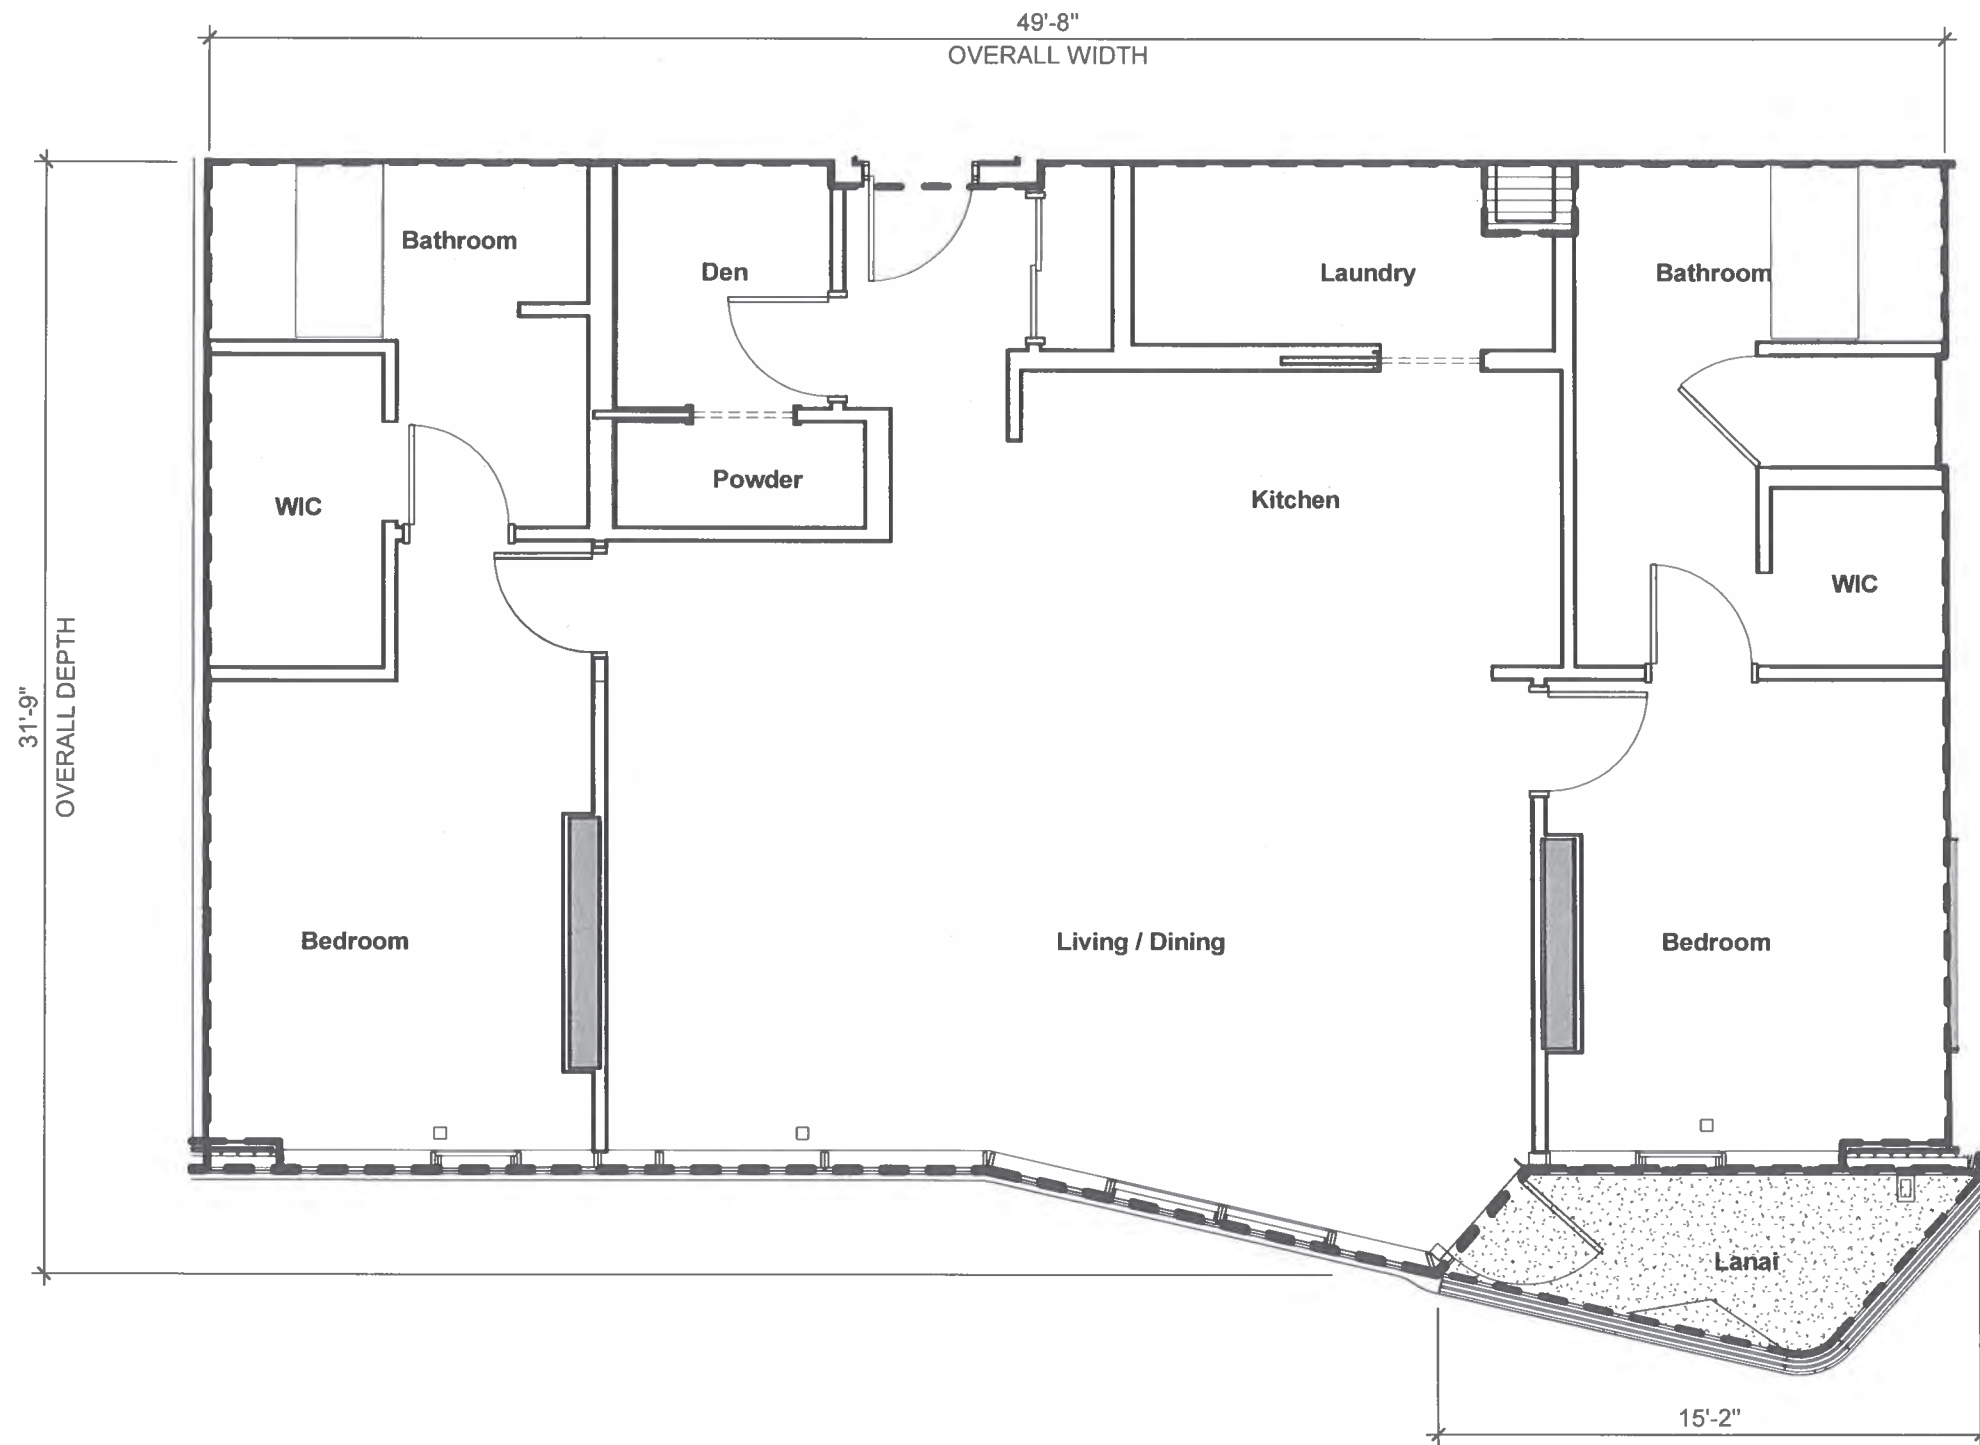 49'-8"
OVERALL WIDTH
Bathroom
Den
Laundry
Bathroom
Powder
WIC
Kitchen
WIC
31'-9"
OVERALL DEPTH
Bedroom
Living / Dining
Bedroom
Lanai
15'-2"